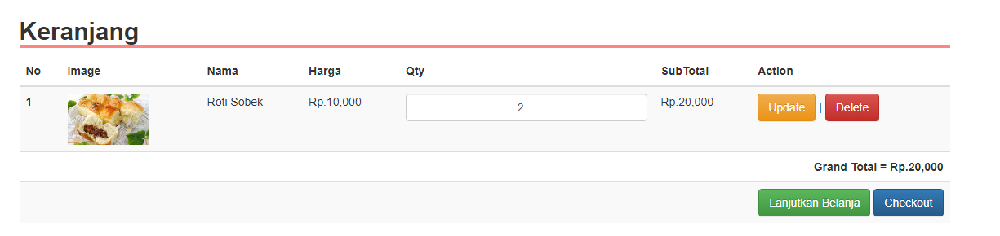 Keranjang
No Image Nama Harga Qty SubTotal Action
1 Roti Sobek Rp.10,000 2 Rp.20,000 Update | Delete
Grand Total = Rp.20,000
Lanjutkan Belanja Checkout